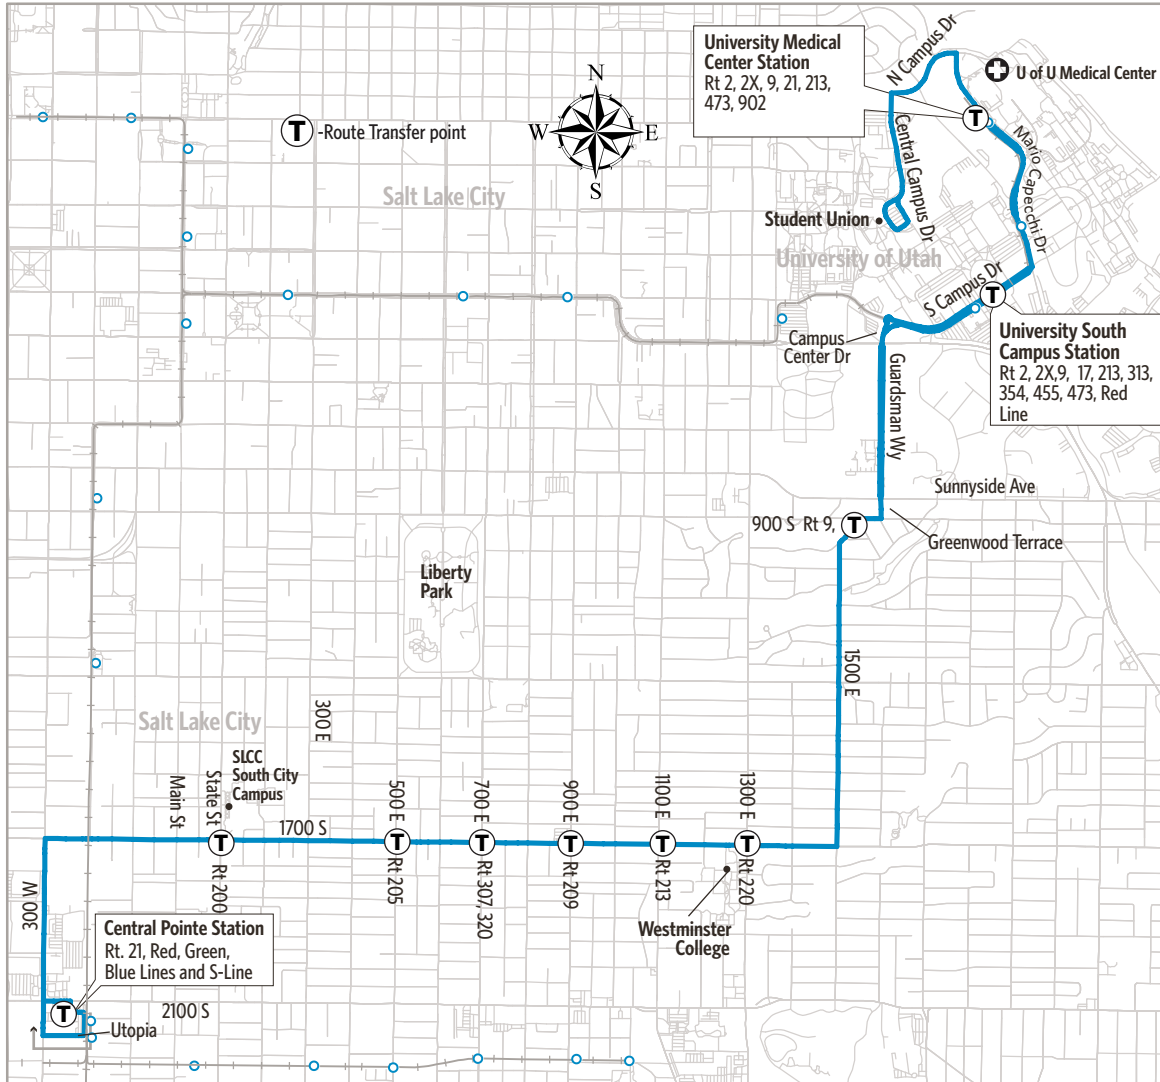 University Medical
Center Station
Rt 2, 2X, 9, 21, 213,
473, 902
N Campus Dr
U of U Medical Center
N
W
E
S
T
-Route Transfer point
T
Mario Capecchi Dr
Central Campus Dr
Salt Lake City
Student Union
University of Utah
S Campus Dr
T
University South
Campus Station
Rt 2, 2X,9, 17, 213, 313,
354, 455, 473, Red
Line
Campus
Center Dr
Guardsman Wy
Sunnyside Ave
900 S Rt 9,
T
Greenwood Terrace
Liberty
Park
1500 E
Salt Lake City
300 E
SLCC
South City
Campus
Main St
State St
500 E
700 E
900 E
1100 E
1300 E
1700 S
T
T
T
T
T
T
Rt 200
Rt 205
Rt 307, 320
Rt 209
Rt 213
Rt 220
300 W
Westminster
College
Central Pointe Station
Rt. 21, Red, Green,
Blue Lines and S-Line
T
2100 S
Utopia